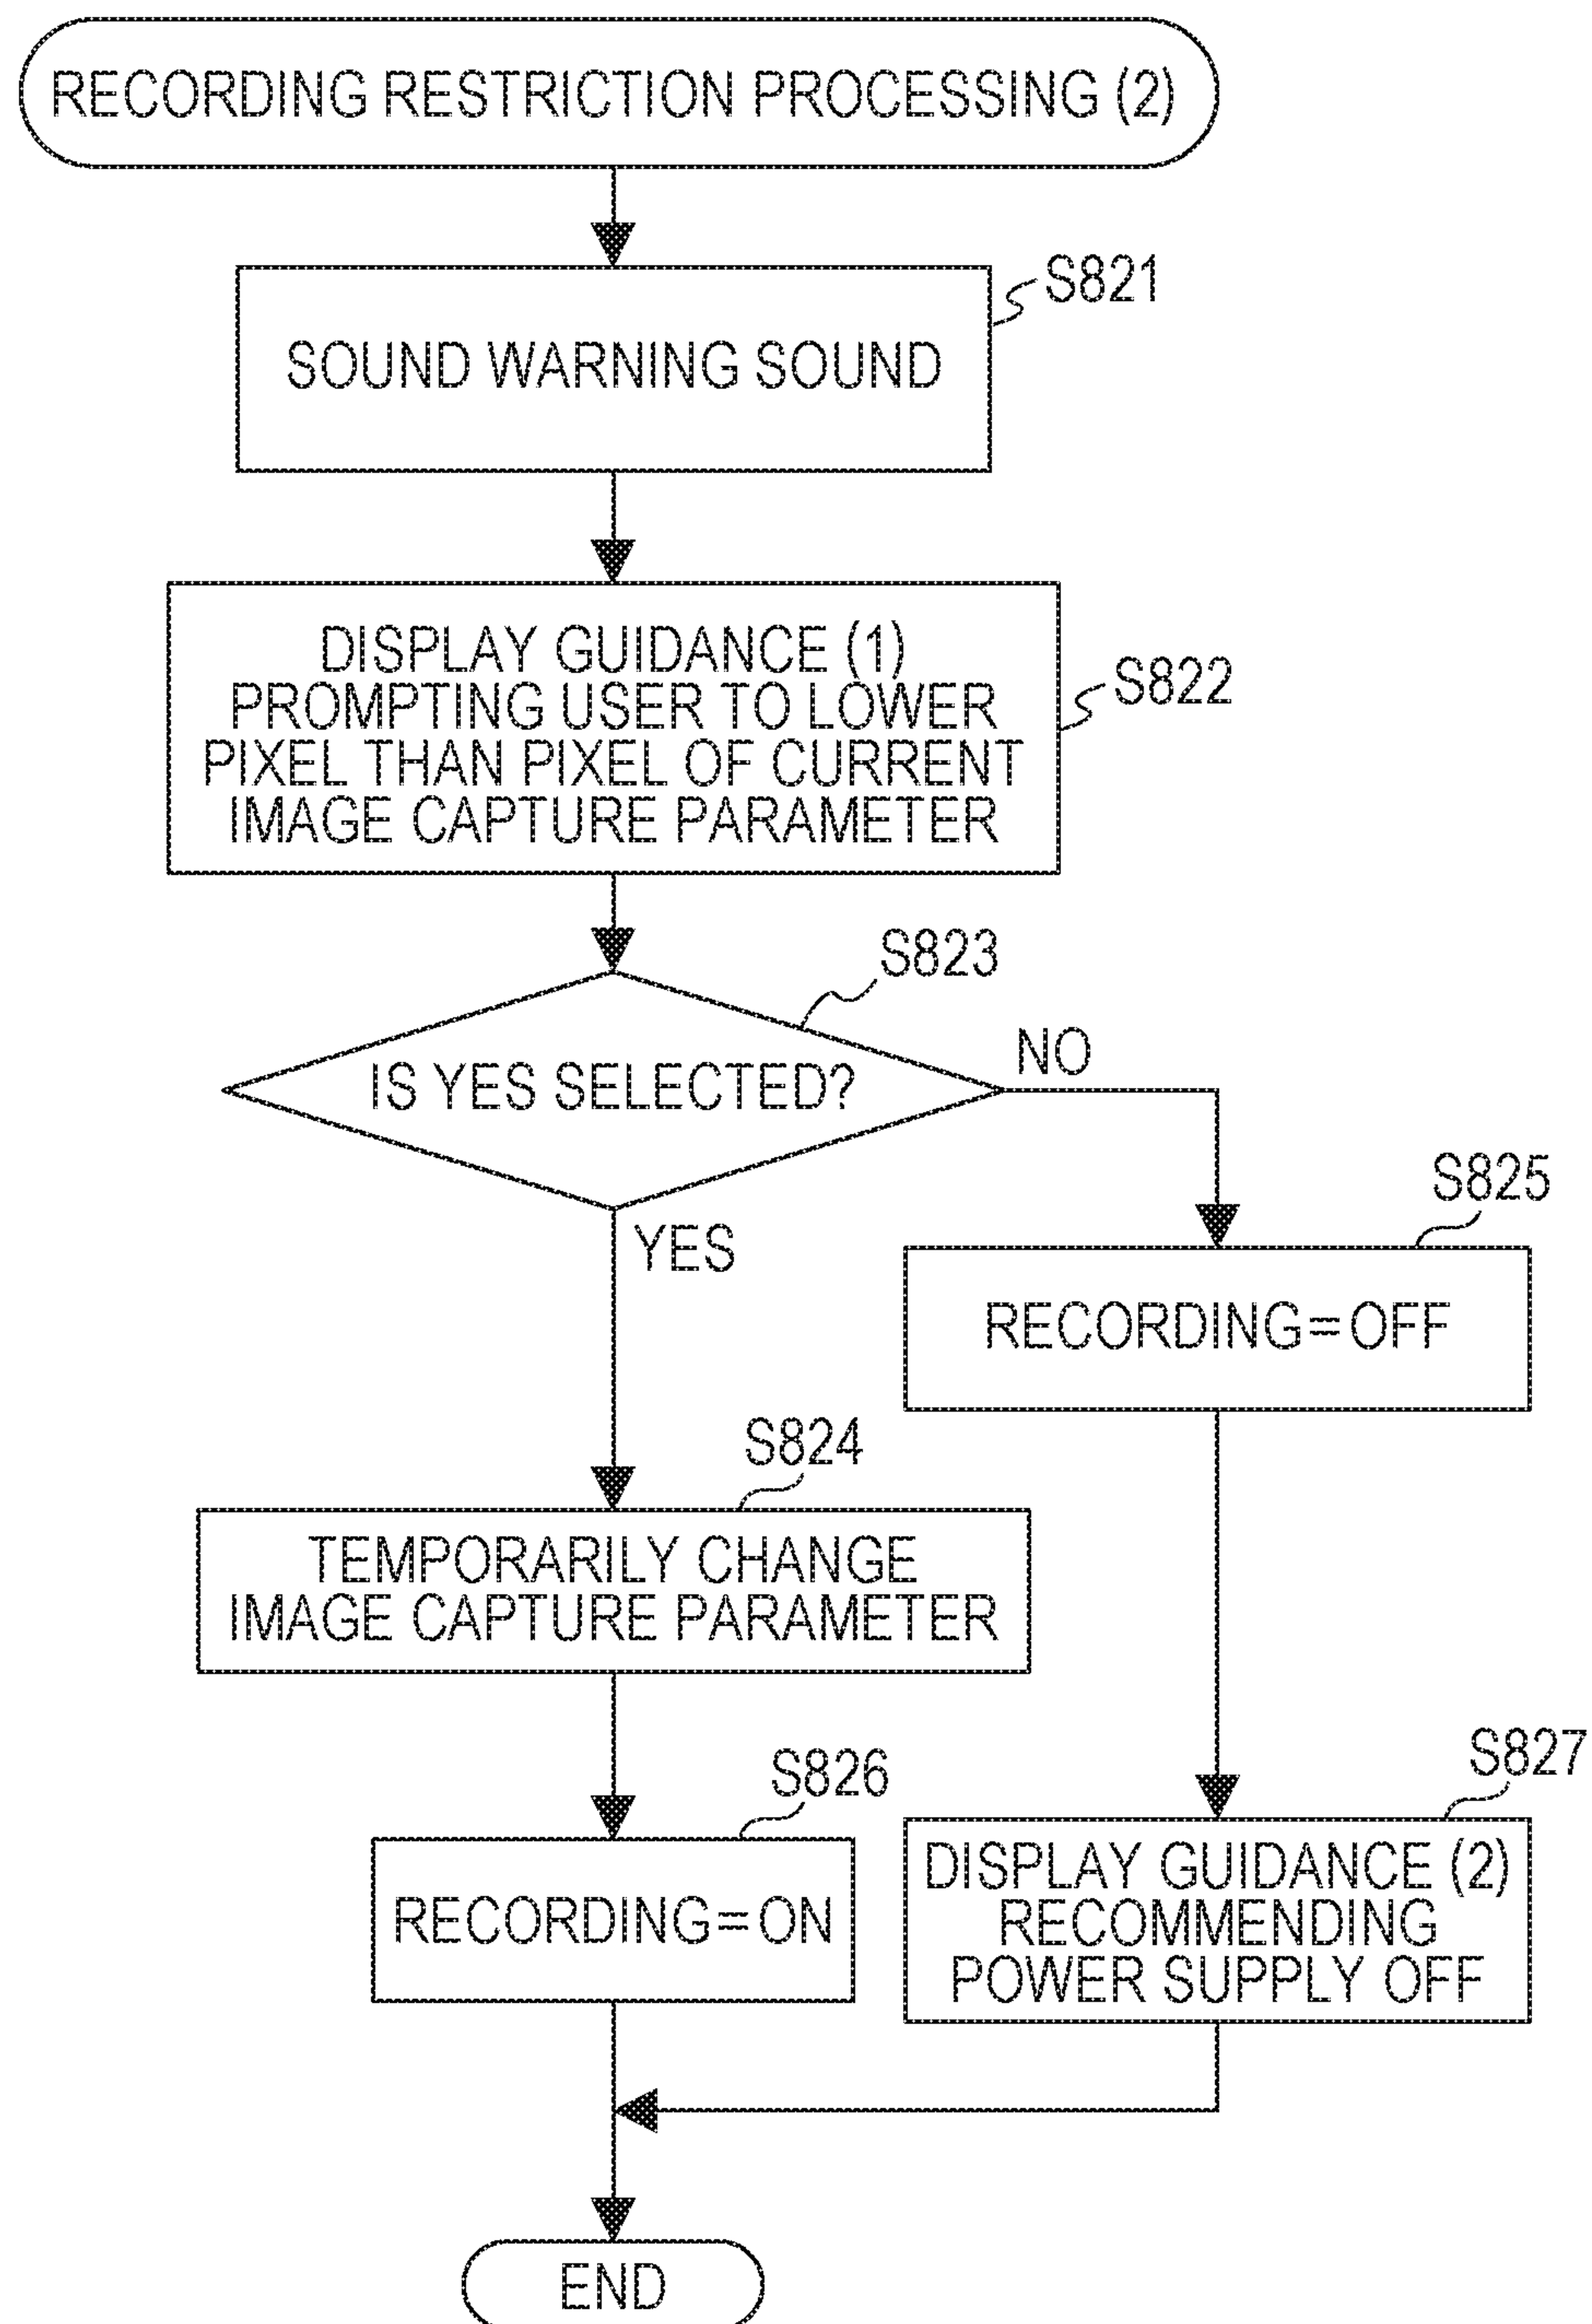 RECORDING RESTRICTION PROCESSING (2)
S821
SOUND WARNING SOUND
S822
DISPLAY GUIDANCE (1)
PROMPTING USER TO LOWER
PIXEL THAN PIXEL OF CURRENT
IMAGE CAPTURE PARAMETER
S823
IS YES SELECTED?
NO
YES
S825
RECORDING=OFF
S824
TEMPORARILY CHANGE
IMAGE CAPTURE PARAMETER
S826
RECORDING=ON
S827
DISPLAY GUIDANCE (2)
RECOMMENDING
POWER SUPPLY OFF
END